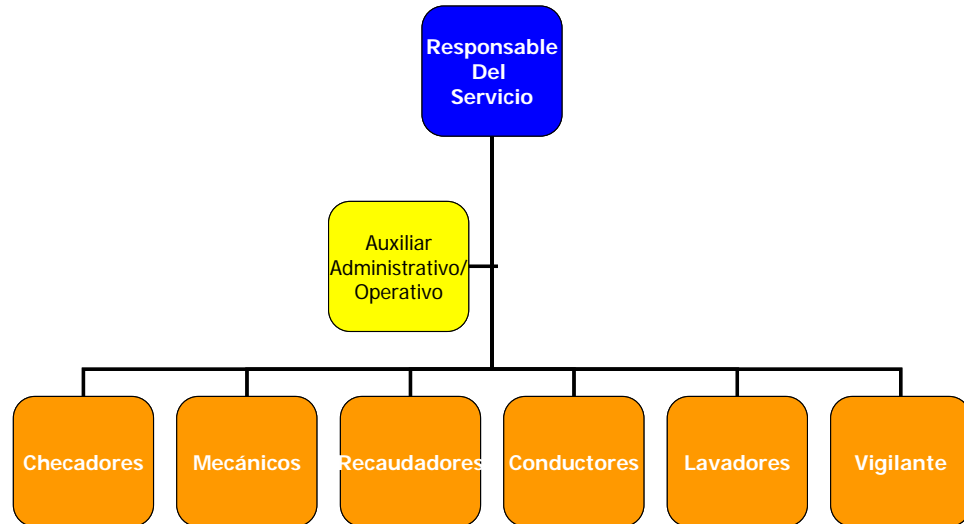 Responsable
Del
Servicio
Auxiliar
Administrativo/
Operativo
Checadores
Mecánicos
Recaudadores
Conductores
Lavadores
Vigilante